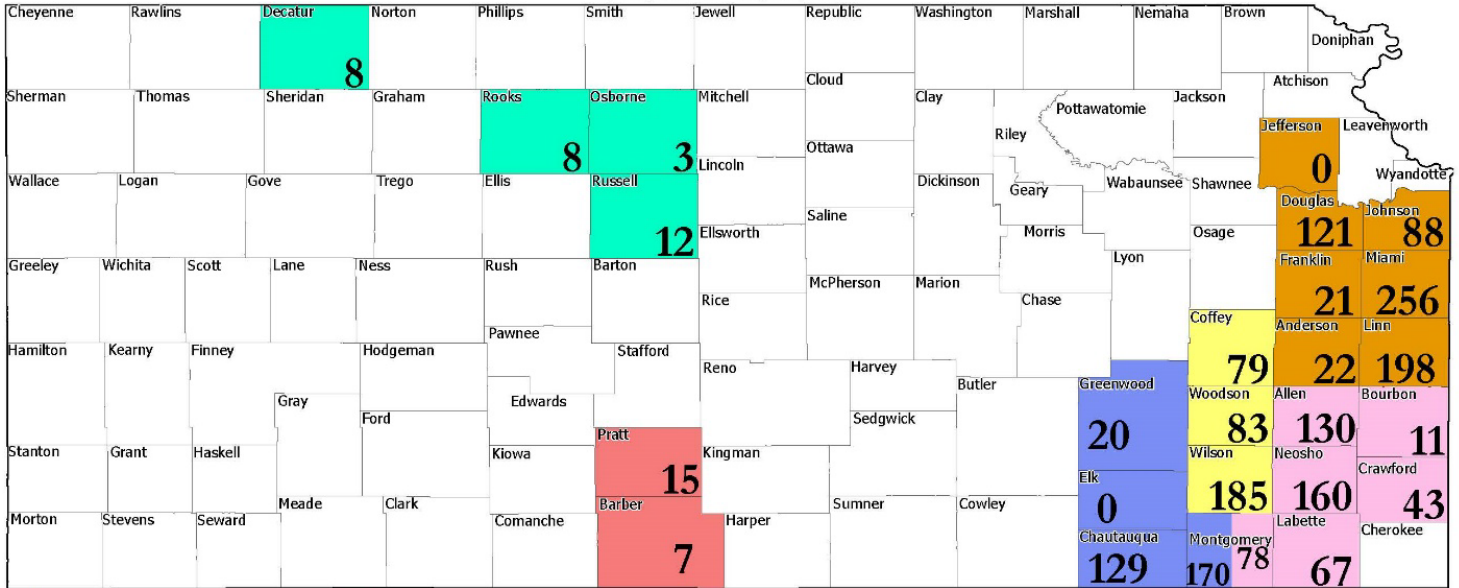 Cheyenne Rawlins Decatur Norton Phillips Smith Jewell Republic Washington Marshall Nemaha Brown
Doniphan
8
Cloud
Atchison
Sherman Thomas Sheridan Graham Rooks Osborne Mitchell Clay Pottawatomie Jackson
Jefferson Leavenworth
Riley
Ottawa
8 3
Lincoln
0
Wyandotte
Wallace Logan Gove Trego Ellis Russell Dickinson Geary Wabaunsee Shawnee
Douglas Johnson
Saline
12
Ellsworth
Morris Osage
121 88
Greeley Wichita Scott Lane Ness Rush Barton Lyon Franklin Miami
McPherson Marion
Rice Chase
21 256
Coffey Anderson Linn
Pawnee
Hamilton Kearny Finney Hodgeman Stafford
79 22 198
Reno Harvey Butler Greenwood
Woodson Allen Bourbon
Gray Edwards
Ford Sedgwick
20 83 130 11
Pratt
Stanton Grant Haskell Kiowa Kingman Wilson Neosho
Crawford
15
Elk
185 160 43
Meade Clark Barber Sumner Cowley
0
Morton Stevens Seward Comanche Harper Labette
Cherokee
Chautauqua Montgomery
7
129 170 78 67